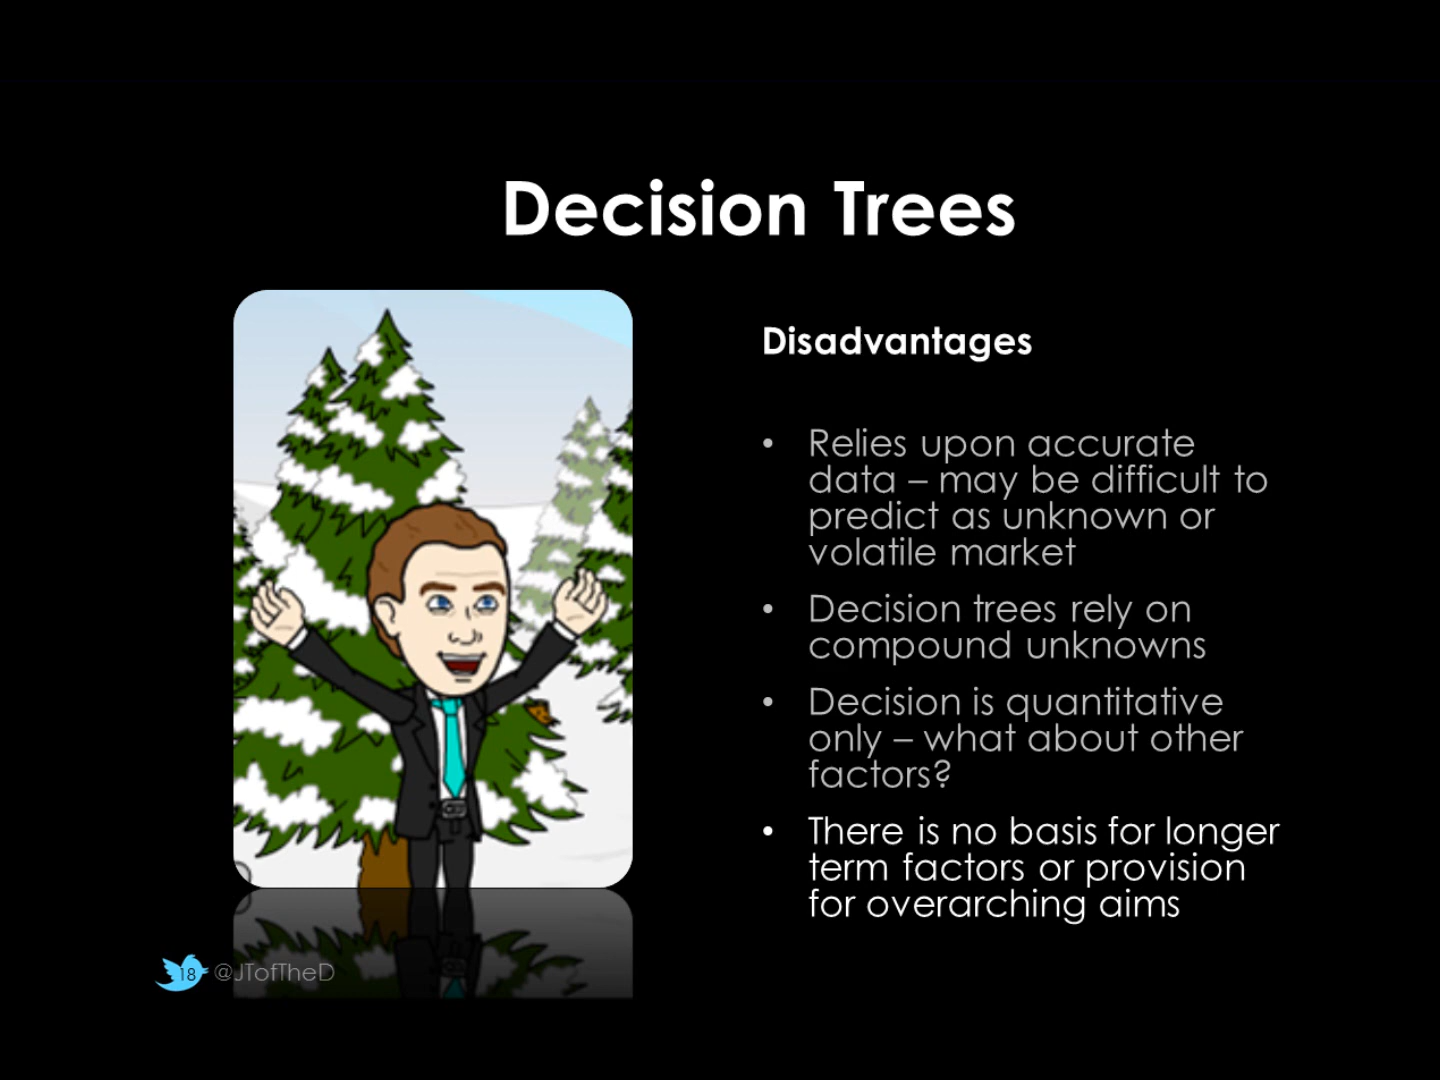 Decision Trees
Disadvantages
• Relies upon accurate
data – may be difficult to
predict as unknown or
volatile market
• Decision trees rely on
compound unknowns
• Decision is quantitative
only – what about other
factors?
• There is no basis for longer
term factors or provision
for overarching aims
18 @JTofTheD